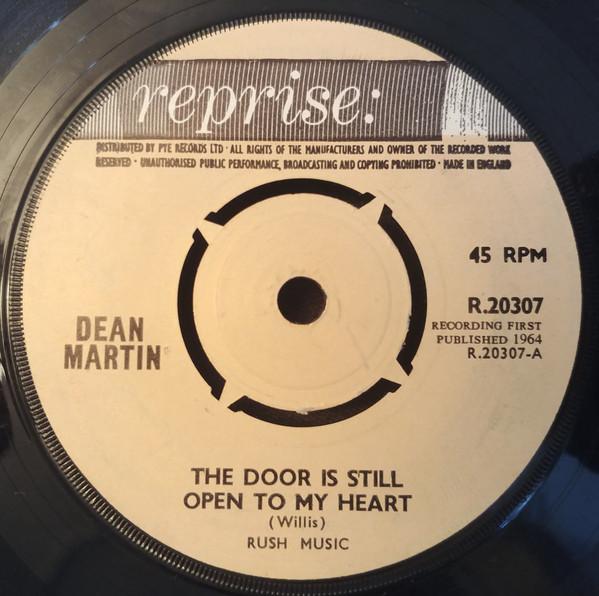 reprise:
DISTRIBUTED BY PYE RECORDS LTD · ALL RIGHTS OF THE MANUFACTURERS AND OWNER OF THE RECORDED WORK
RESERVED · UNAUTHORISED PUBLIC PERFORMANCE, BROADCASTING AND COPYING PROHIBITED · MADE IN ENGLAND
45 RPM
R.20307
RECORDING FIRST
PUBLISHED 1964
R.20307-A
DEAN
MARTIN
THE DOOR IS STILL
OPEN TO MY HEART
(Willis)
RUSH MUSIC